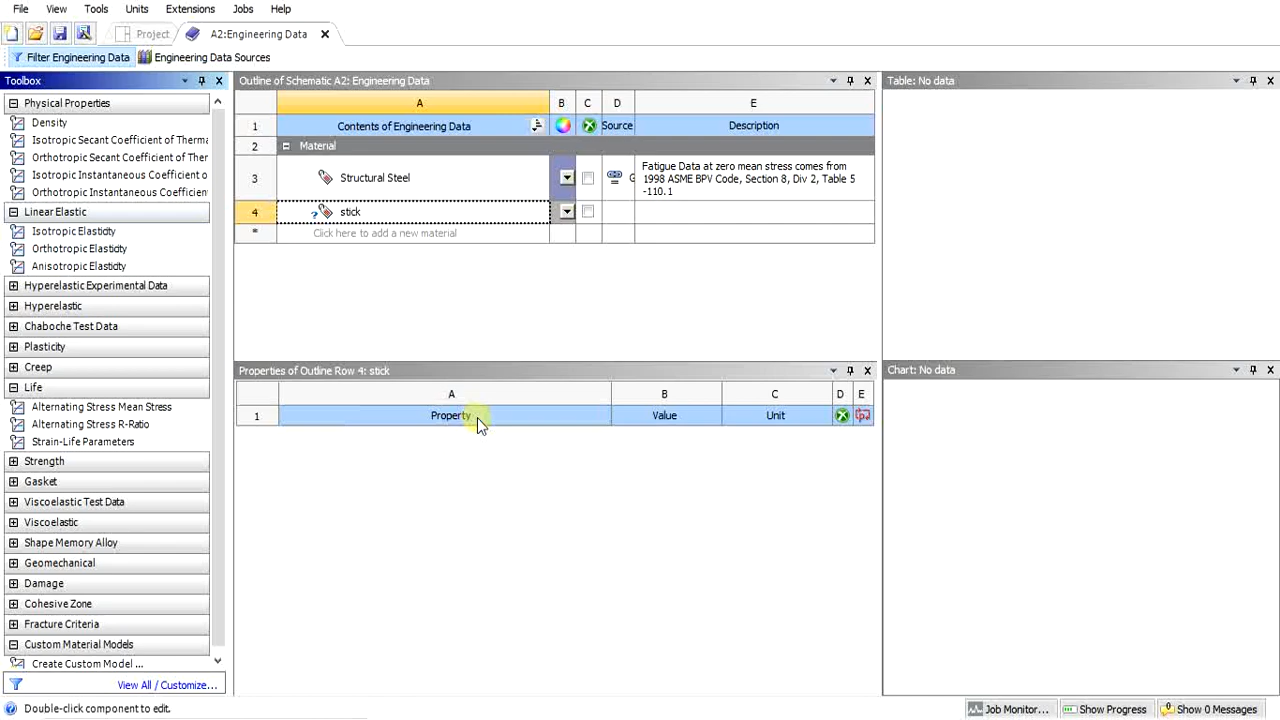 File View Tools Units Extensions Jobs Help
Project A2:Engineering Data
Filter Engineering Data Engineering Data Sources
Toolbox
Physical Properties
Density
Isotropic Secant Coefficient of Therma
Orthotropic Secant Coefficient of Ther
Isotropic Instantaneous Coefficient of
Orthotropic Instantaneous Coefficient
Linear Elastic
Isotropic Elasticity
Orthotropic Elasticity
Anisotropic Elasticity
Hyperelastic Experimental Data
Hyperelastic
Chaboche Test Data
Plasticity
Creep
Life
Alternating Stress Mean Stress
Alternating Stress R-Ratio
Strain-Life Parameters
Strength
Gasket
Viscoelastic Test Data
Viscoelastic
Shape Memory Alloy
Geomechanical
Damage
Cohesive Zone
Fracture Criteria
Custom Material Models
Create Custom Model ...
View All / Customize...
Outline of Schematic A2: Engineering Data
A B C D E
1 Contents of Engineering Data Source Description
2 Material
3 Structural Steel G Fatigue Data at zero mean stress comes from
1998 ASME BPV Code, Section 8, Div 2, Table 5
-110.1
4 ? stick
* Click here to add a new material
Properties of Outline Row 4: stick
A B C D E
1 Property Value Unit
Table: No data
Chart: No data
Double-click component to edit.
Job Monitor... Show Progress Show 0 Messages